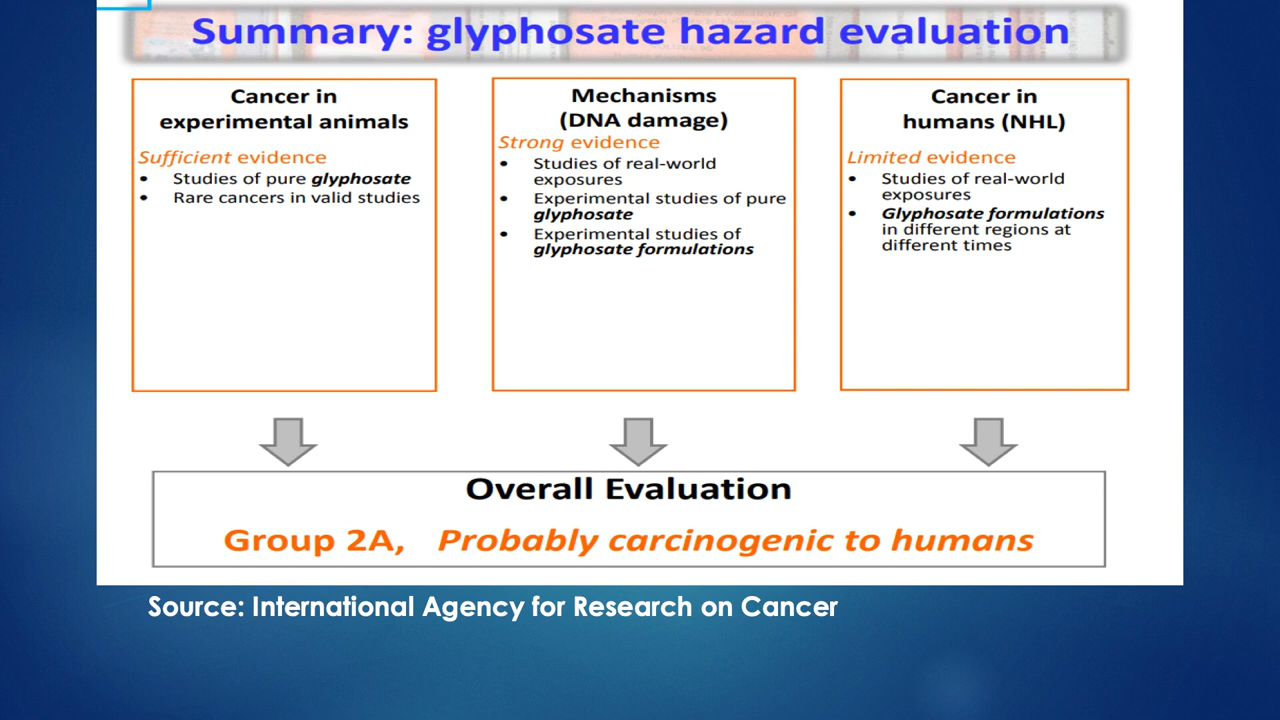 Summary: glyphosate hazard evaluation
Cancer in
experimental animals
Sufficient evidence
• Studies of pure glyphosate
• Rare cancers in valid studies
Mechanisms
(DNA damage)
Strong evidence
• Studies of real-world
exposures
• Experimental studies of pure
glyphosate
• Experimental studies of
glyphosate formulations
Cancer in
humans (NHL)
Limited evidence
• Studies of real-world
exposures
• Glyphosate formulations
in different regions at
different times
Overall Evaluation
Group 2A, Probably carcinogenic to humans
Source: International Agency for Research on Cancer